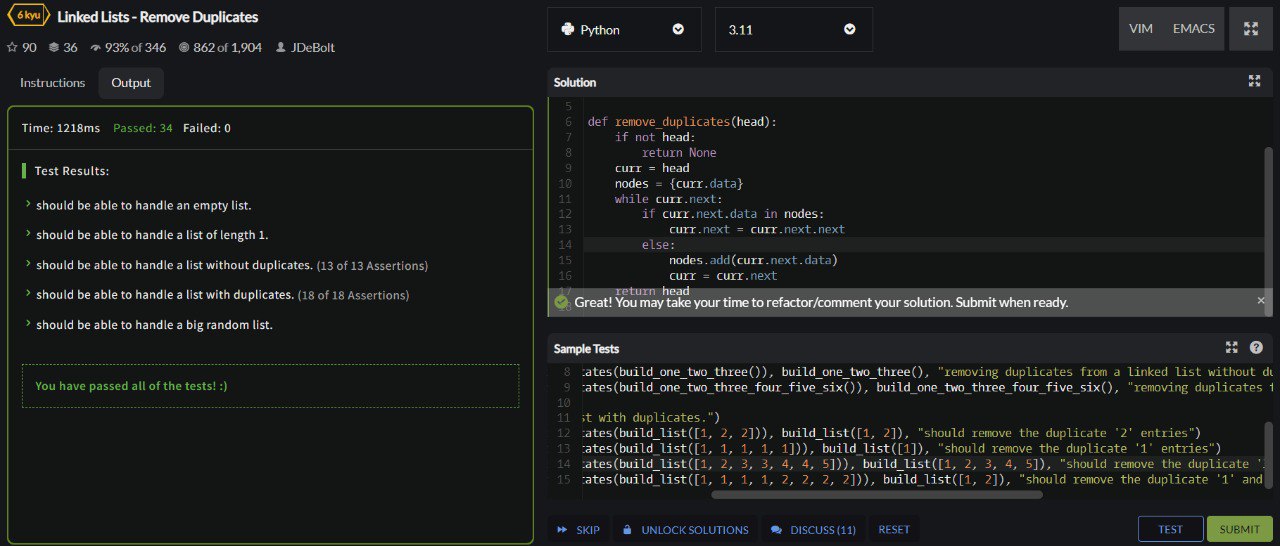 6 kyu Linked Lists - Remove Duplicates
90 36 93% of 346 862 of 1,904 JDeBolt
Instructions Output
Time: 1218ms Passed: 34 Failed: 0
Test Results:
should be able to handle an empty list.
should be able to handle a list of length 1.
should be able to handle a list without duplicates. (13 of 13 Assertions)
should be able to handle a list with duplicates. (18 of 18 Assertions)
should be able to handle a big random list.
You have passed all of the tests! :)
Python 3.11 VIM EMACS
Solution
5
6 def remove_duplicates(head):
7 if not head:
8 return None
9 curr = head
10 nodes = {curr.data}
11 while curr.next:
12 if curr.next.data in nodes:
13 curr.next = curr.next.next
14 else:
15 nodes.add(curr.next.data)
16 curr = curr.next
17 return head
18
Great! You may take your time to refactor/comment your solution. Submit when ready.
Sample Tests
8 cates(build_one_two_three()), build_one_two_three(), "removing duplicates from a linked list without du
9 cates(build_one_two_three_four_five_six()), build_one_two_three_four_five_six(), "removing duplicates f
10
11 st with duplicates.")
12 cates(build_list([1, 2, 2])), build_list([1, 2]), "should remove the duplicate '2' entries")
13 cates(build_list([1, 1, 1, 1, 1])), build_list([1]), "should remove the duplicate '1' entries")
14 cates(build_list([1, 2, 3, 3, 4, 4, 5])), build_list([1, 2, 3, 4, 5]), "should remove the duplicate '
15 cates(build_list([1, 1, 1, 1, 2, 2, 2, 2])), build_list([1, 2]), "should remove the duplicate '1' and
SKIP UNLOCK SOLUTIONS DISCUSS (11) RESET TEST SUBMIT